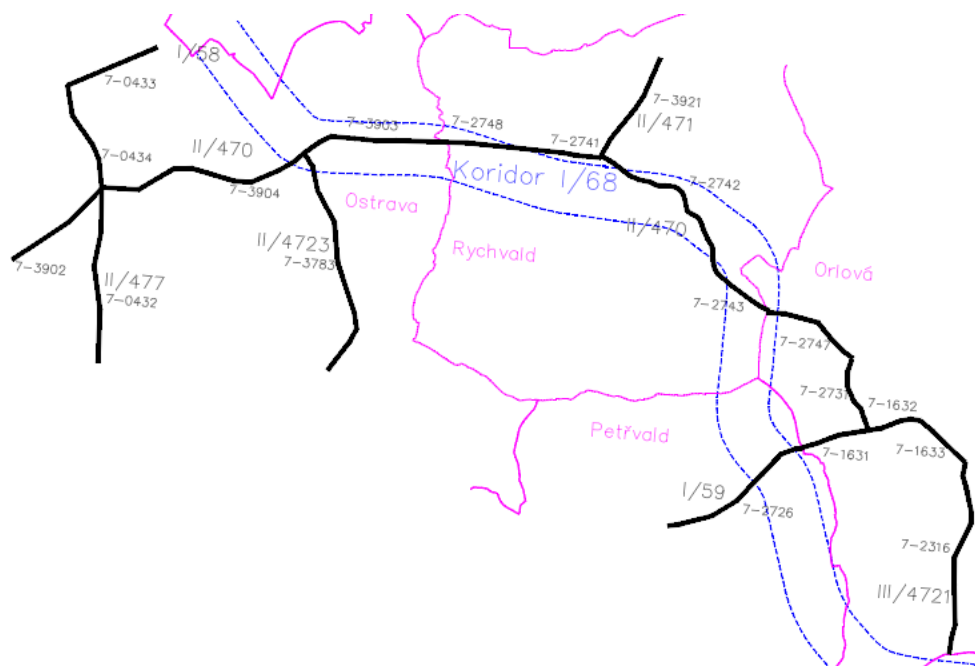 I/58
7-0433
7-3921
II/471
7-3903
7-2748
7-2741
7-0434
II/470
7-3904
Koridor I/68
7-2742
Ostrava
II/470
II/4723
7-3783
Rychvald
Orlová
7-3902
II/477
7-0432
7-2743
7-2747
7-2731
7-1632
Petřvald
7-1631
7-1633
I/59
7-2726
7-2316
III/4721